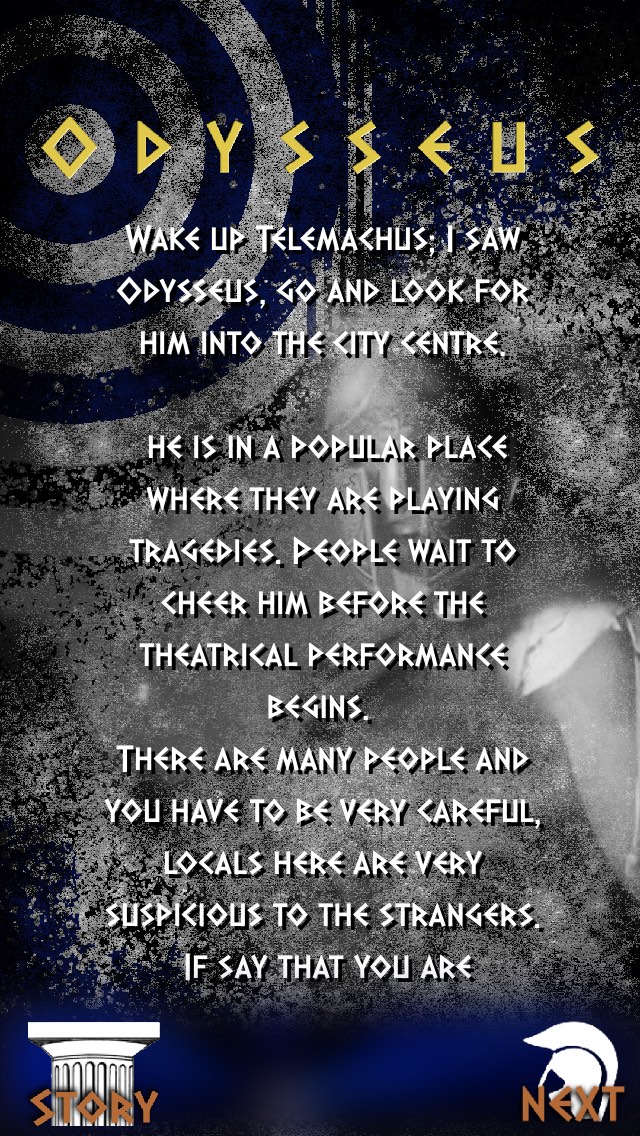 ODYSSEUS
WAKE UP TELEMACHUS; I SAW
ODYSSEUS, GO AND LOOK FOR
HIM INTO THE CITY CENTRE.
HE IS IN A POPULAR PLACE
WHERE THEY ARE PLAYING
TRAGEDIES. PEOPLE WAIT TO
CHEER HIM BEFORE THE
THEATRICAL PERFORMANCE
BEGINS.
THERE ARE MANY PEOPLE AND
YOU HAVE TO BE VERY CAREFUL,
LOCALS HERE ARE VERY
SUSPICIOUS TO THE STRANGERS.
IF SAY THAT YOU ARE
STORY
NEXT